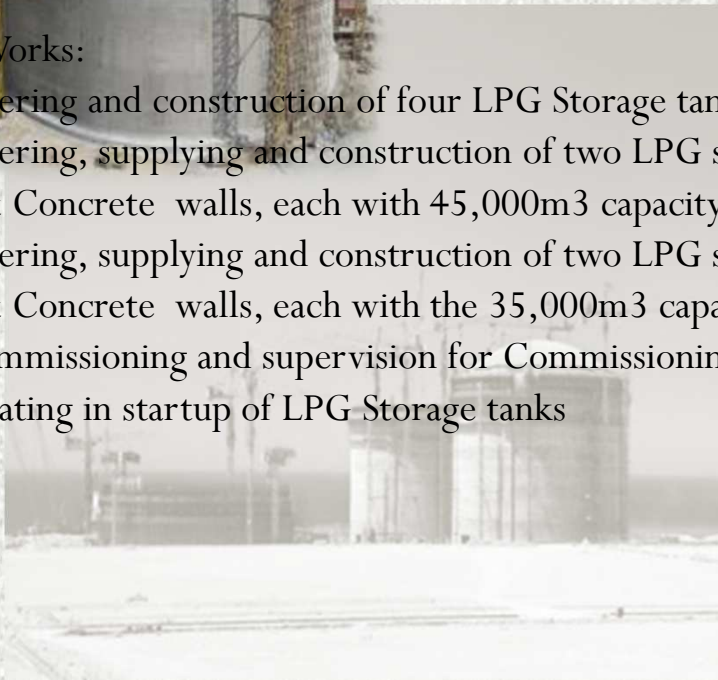 Works:
ering and construction of four LPG Storage tan
ering, supplying and construction of two LPG s
Concrete walls, each with 45,000m3 capacity
ering, supplying and construction of two LPG s
Concrete walls, each with the 35,000m3 capa
mmissioning and supervision for Commissionin
ating in startup of LPG Storage tanks